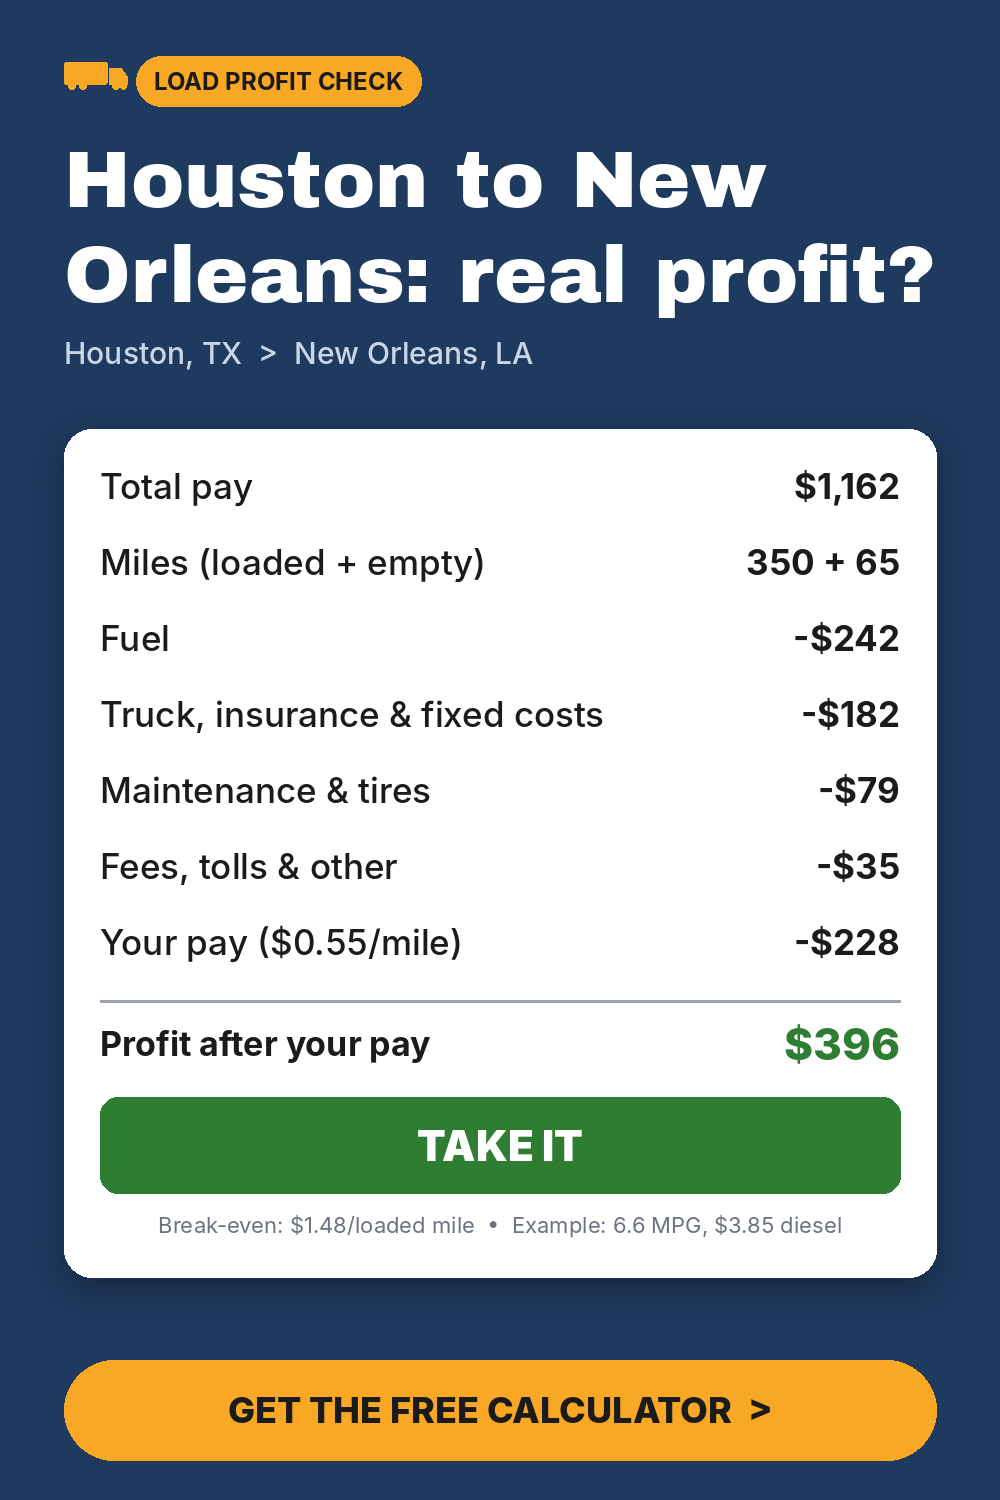 LOAD PROFIT CHECK
Houston to New
Orleans: real profit?
Houston, TX > New Orleans, LA
Total pay $1,162
Miles (loaded + empty) 350 + 65
Fuel -$242
Truck, insurance & fixed costs -$182
Maintenance & tires -$79
Fees, tolls & other -$35
Your pay ($0.55/mile) -$228
Profit after your pay $396
TAKE IT
Break-even: $1.48/loaded mile • Example: 6.6 MPG, $3.85 diesel
GET THE FREE CALCULATOR >